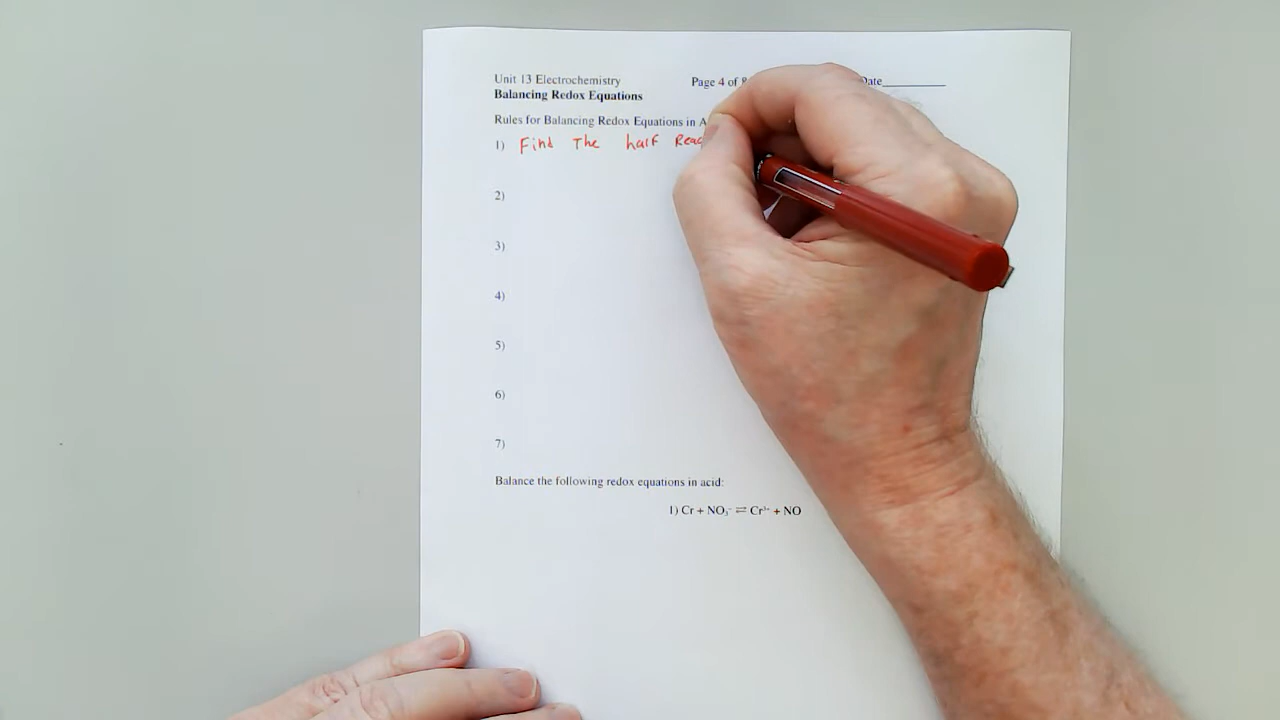 Unit 13 Electrochemistry Page 4 of Date__________
Balancing Redox Equations
Rules for Balancing Redox Equations in
1) Find The half
2)
3)
4)
5)
6)
7)
Balance the following redox equations in acid:
1) Cr + NO₃⁻ ⇌ Cr³⁺ + NO